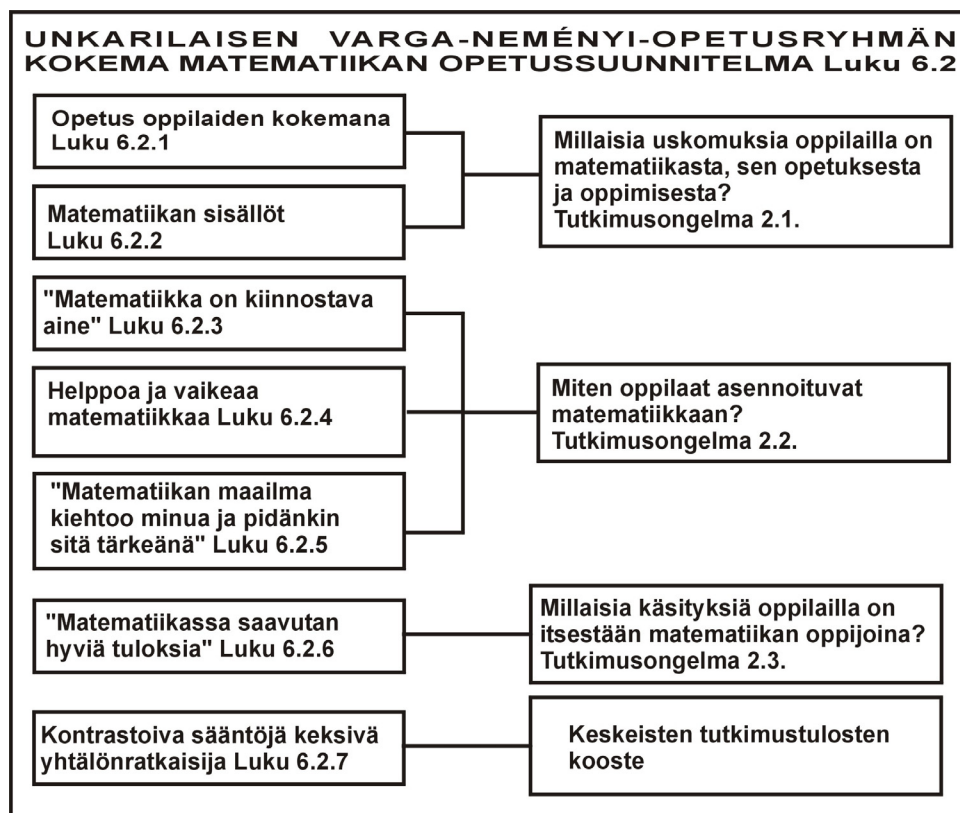 UNKARILAISEN VARGA-NEMÉNYI-OPETUSRYHMÄN
KOKEMA MATEMATIIKAN OPETUSSUUNNITELMA Luku 6.2
Opetus oppilaiden kokemana
Luku 6.2.1
Matematiikan sisällöt
Luku 6.2.2
Millaisia uskomuksia oppilailla on
matematiikasta, sen opetuksesta
ja oppimisesta?
Tutkimusongelma 2.1.
"Matematiikka on kiinnostava
aine" Luku 6.2.3
Helppoa ja vaikeaa
matematiikkaa Luku 6.2.4
"Matematiikan maailma
kiehtoo minua ja pidänkin
sitä tärkeänä" Luku 6.2.5
Miten oppilaat asennoituvat
matematiikkaan?
Tutkimusongelma 2.2.
"Matematiikassa saavutan
hyviä tuloksia" Luku 6.2.6
Millaisia käsityksiä oppilailla on
itsestään matematiikan oppijoina?
Tutkimusongelma 2.3.
Kontrastoiva sääntöjä keksivä
yhtälönratkaisija Luku 6.2.7
Keskeisten tutkimustulosten
kooste